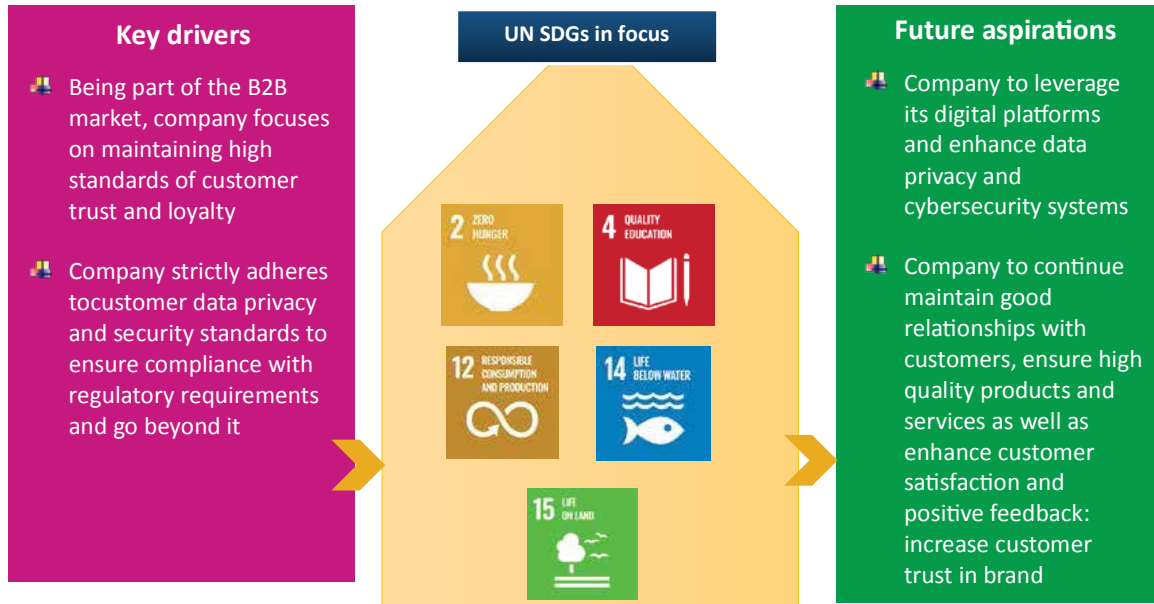 Key drivers
Being part of the B2B
market, company focuses
on maintaining high
standards of customer
trust and loyalty
Company strictly adheres
tocustomer data privacy
and security standards to
ensure compliance with
regulatory requirements
and go beyond it
UN SDGs in focus
2 ZERO
HUNGER
4 QUALITY
EDUCATION
12 RESPONSIBLE
CONSUMPTION
AND PRODUCTION
14 LIFE
BELOW WATER
15 LIFE
ON LAND
Future aspirations
Company to leverage
its digital platforms
and enhance data
privacy and
cybersecurity systems
Company to continue
maintain good
relationships with
customers, ensure high
quality products and
services as well as
enhance customer
satisfaction and
positive feedback:
increase customer
trust in brand